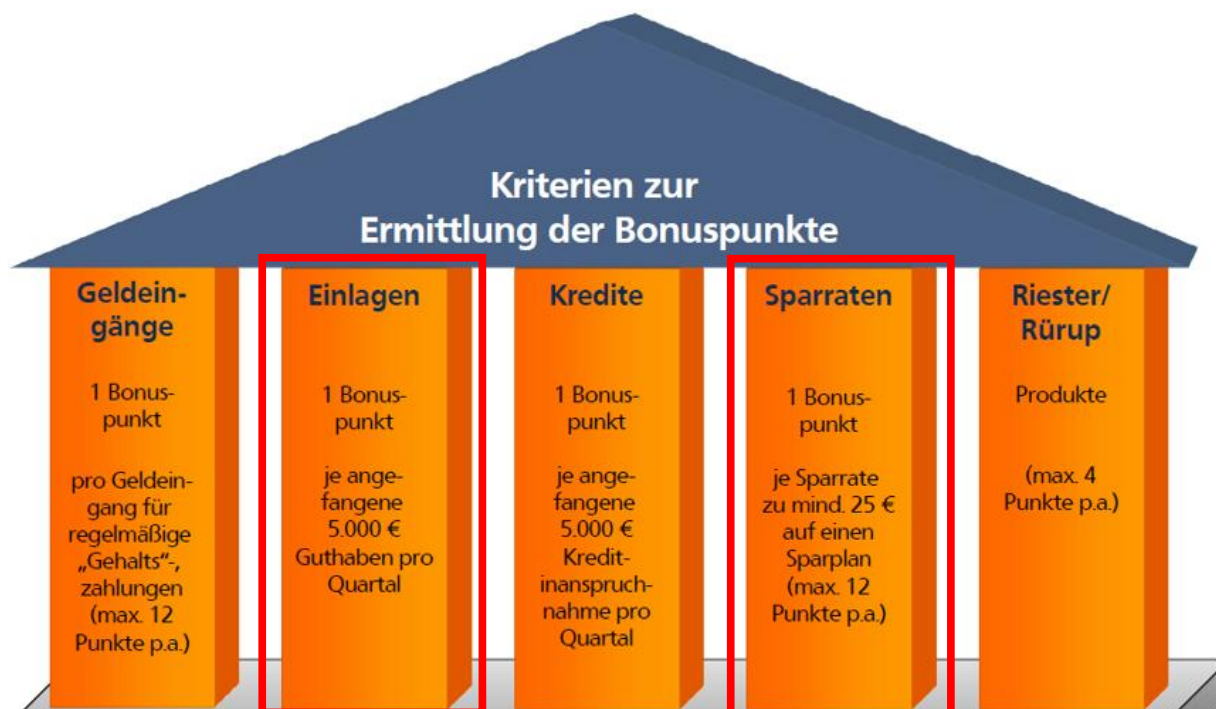 Kriterien zur
Ermittlung der Bonuspunkte
Geldein-
gänge
1 Bonus-
punkt
pro Geldein-
gang für
regelmäßige
„Gehalts“-,
zahlungen
(max. 12
Punkte p.a.)
Einlagen
1 Bonus-
punkt
je ange-
fangene
5.000 €
Guthaben pro
Quartal
Kredite
1 Bonus-
punkt
je ange-
fangene
5.000 €
Kredit-
inanspruch-
nahme pro
Quartal
Sparraten
1 Bonus-
punkt
je Sparrate
zu mind. 25 €
auf einen
Sparplan
(max. 12
Punkte p.a.)
Riester/
Rürup
Produkte
(max. 4
Punkte p.a.)